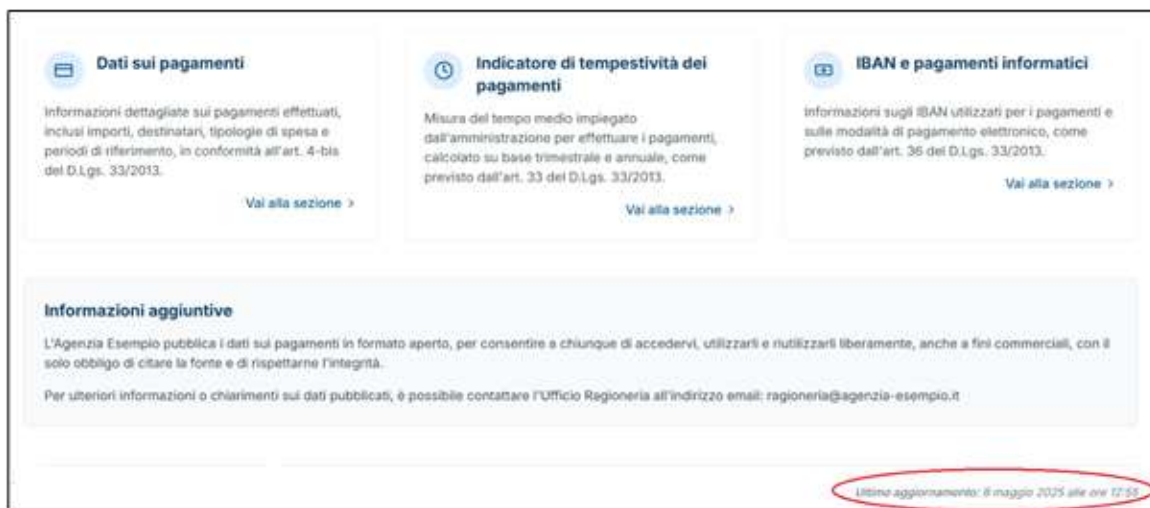 Dati sui pagamenti
Informazioni dettagliate sui pagamenti effettuati,
inclusi importi, destinatari, tipologie di spesa e
periodi di riferimento, in conformità all'art. 4-bis
del D.Lgs. 33/2013.
Vai alla sezione >
Indicatore di tempestività dei
pagamenti
Misura del tempo medio impiegato
dall'amministrazione per effettuare i pagamenti,
calcolato su base trimestrale e annuale, come
previsto dall'art. 33 del D.Lgs. 33/2013.
Vai alla sezione >
IBAN e pagamenti informatici
Informazioni sugli IBAN utilizzati per i pagamenti e
sulle modalità di pagamento elettronico, come
previsto dall'art. 36 del D.Lgs. 33/2013.
Vai alla sezione >
Informazioni aggiuntive
L'Agenzia Esempio pubblica i dati sui pagamenti in formato aperto, per consentire a chiunque di accedervi, utilizzarli e riutilizzarli liberamente, anche a fini commerciali, con il
solo obbligo di citare la fonte e di rispettarne l'integrità.
Per ulteriori informazioni o chiarimenti sui dati pubblicati, è possibile contattare l'Ufficio Ragioneria all'indirizzo email: ragioneria@agenzia-esempio.it
Ultimo aggiornamento: 8 maggio 2025 alle ore 12:55